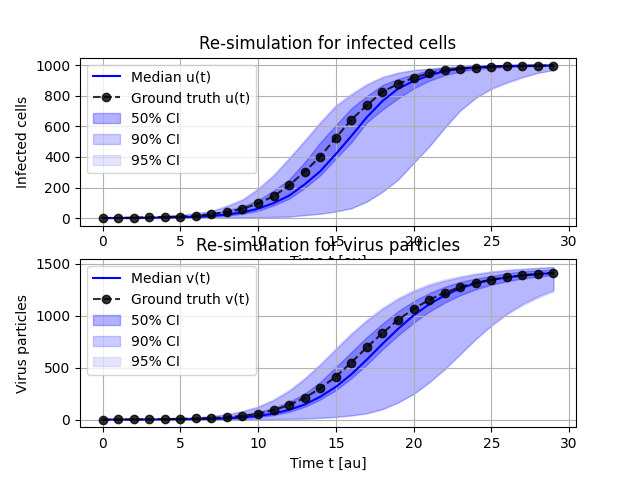 Re-simulation for infected cells
Infected cells
1000
800
600
400
200
0
Median u(t)
Ground truth u(t)
50% CI
90% CI
95% CI
0 5 10 15 20 25 30
Time t [au]
Re-simulation for virus particles
Virus particles
1500
1000
500
0
Median v(t)
Ground truth v(t)
50% CI
90% CI
95% CI
0 5 10 15 20 25 30
Time t [au]